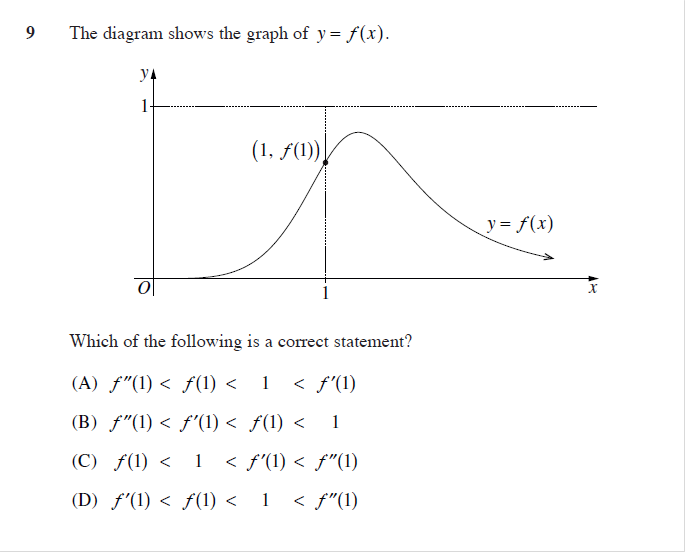 9 The diagram shows the graph of y = f(x).
y
1
(1, f(1))
y = f(x)
O
1
x
Which of the following is a correct statement?
(A) f″(1) < f(1) < 1 < f′(1)
(B) f″(1) < f′(1) < f(1) < 1
(C) f(1) < 1 < f′(1) < f″(1)
(D) f′(1) < f(1) < 1 < f″(1)